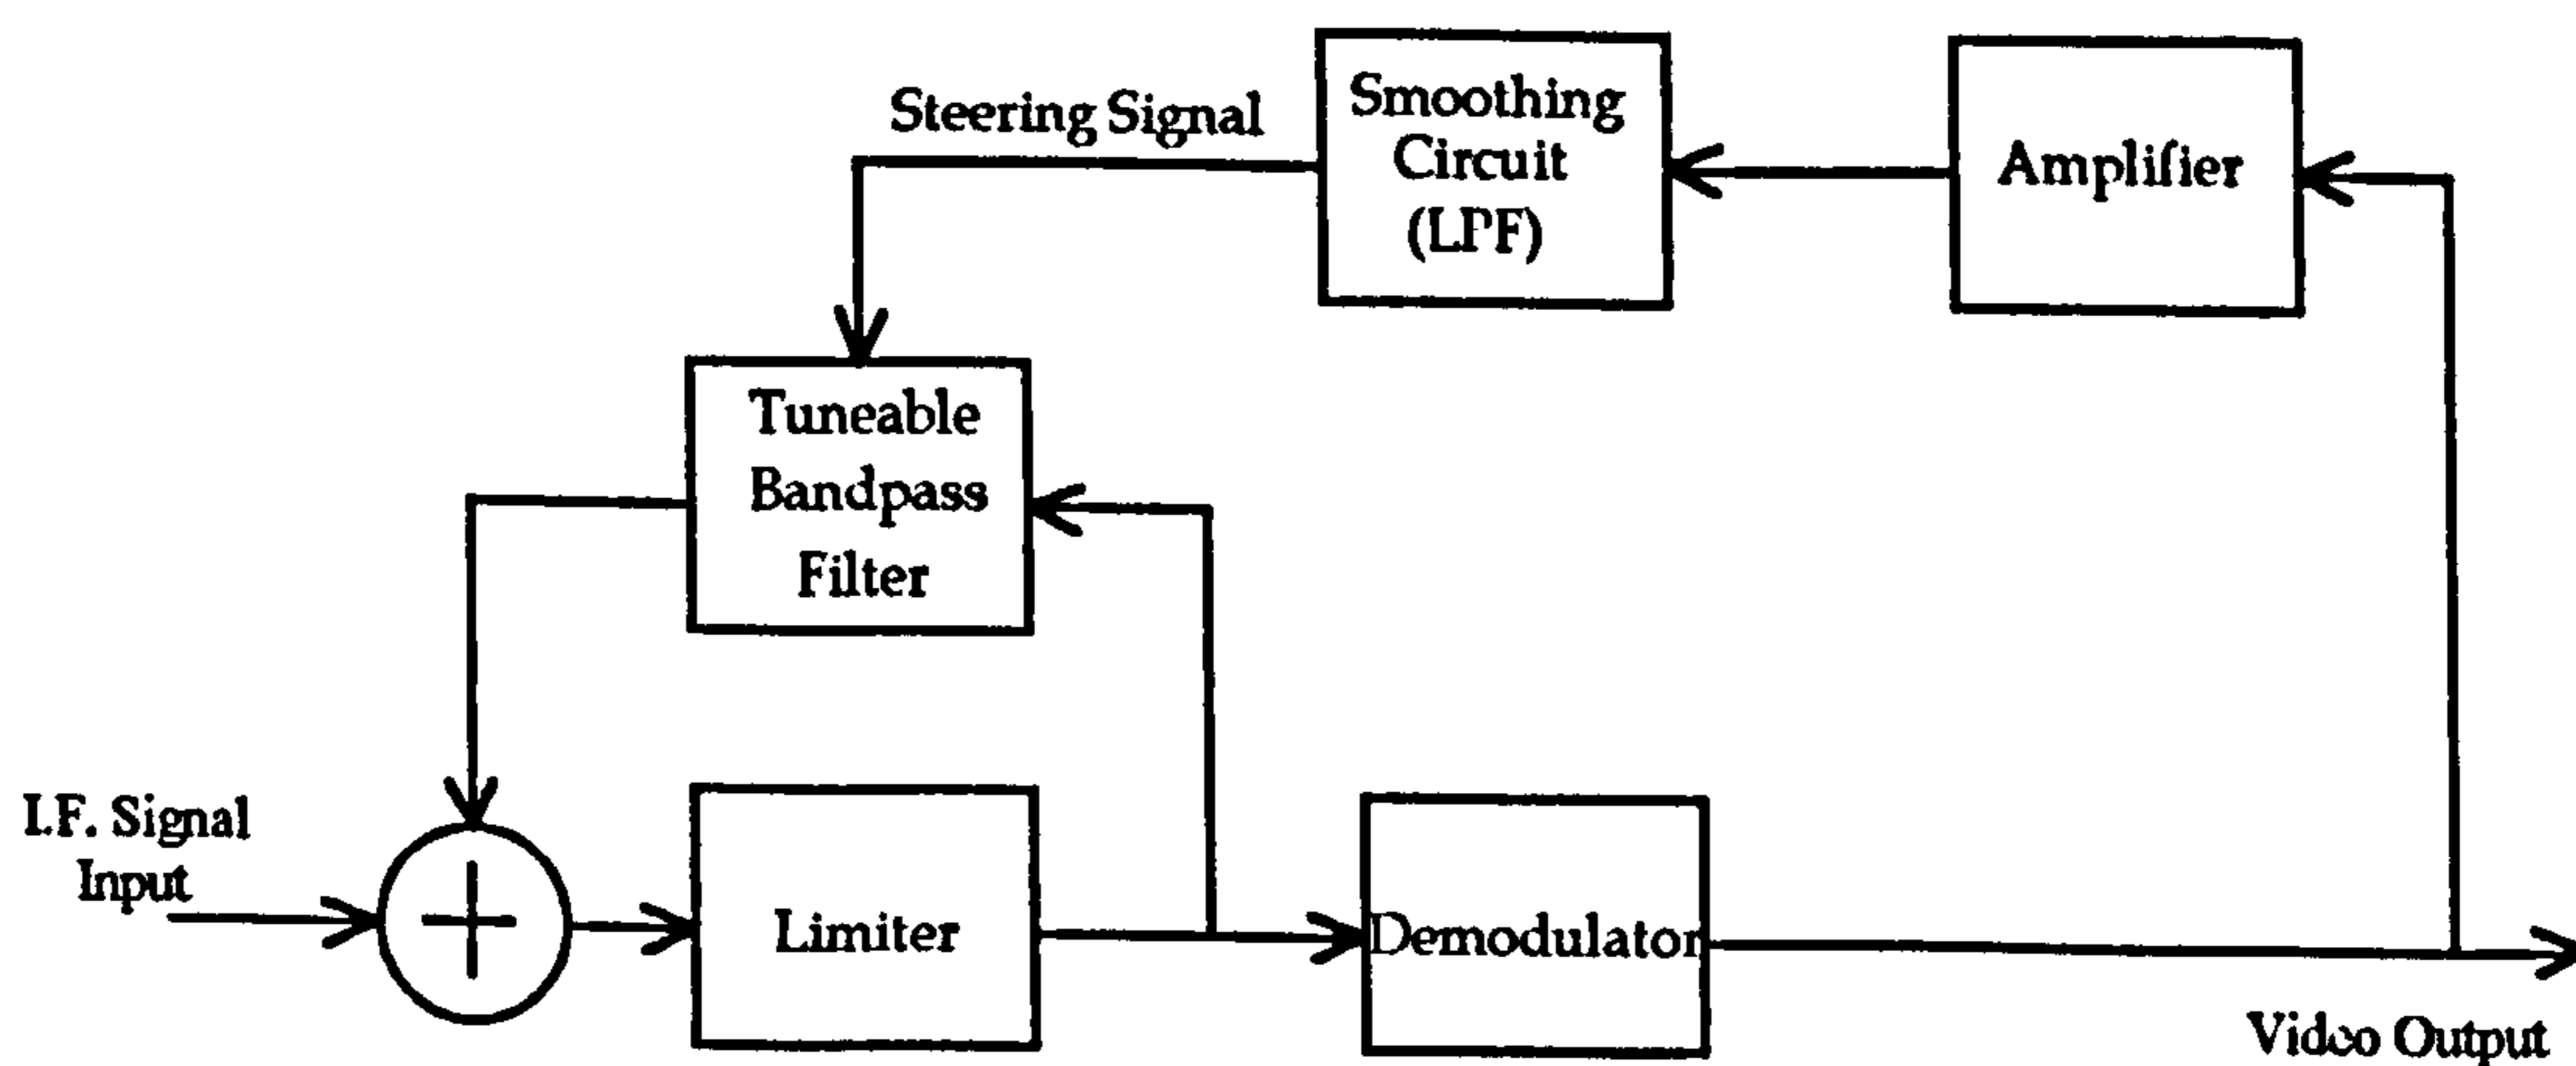 Steering Signal
Smoothing
Circuit
(LPF)
Amplifier
Tuneable
Bandpass
Filter
I.F. Signal
Input
Limiter
Demodulator
Video Output